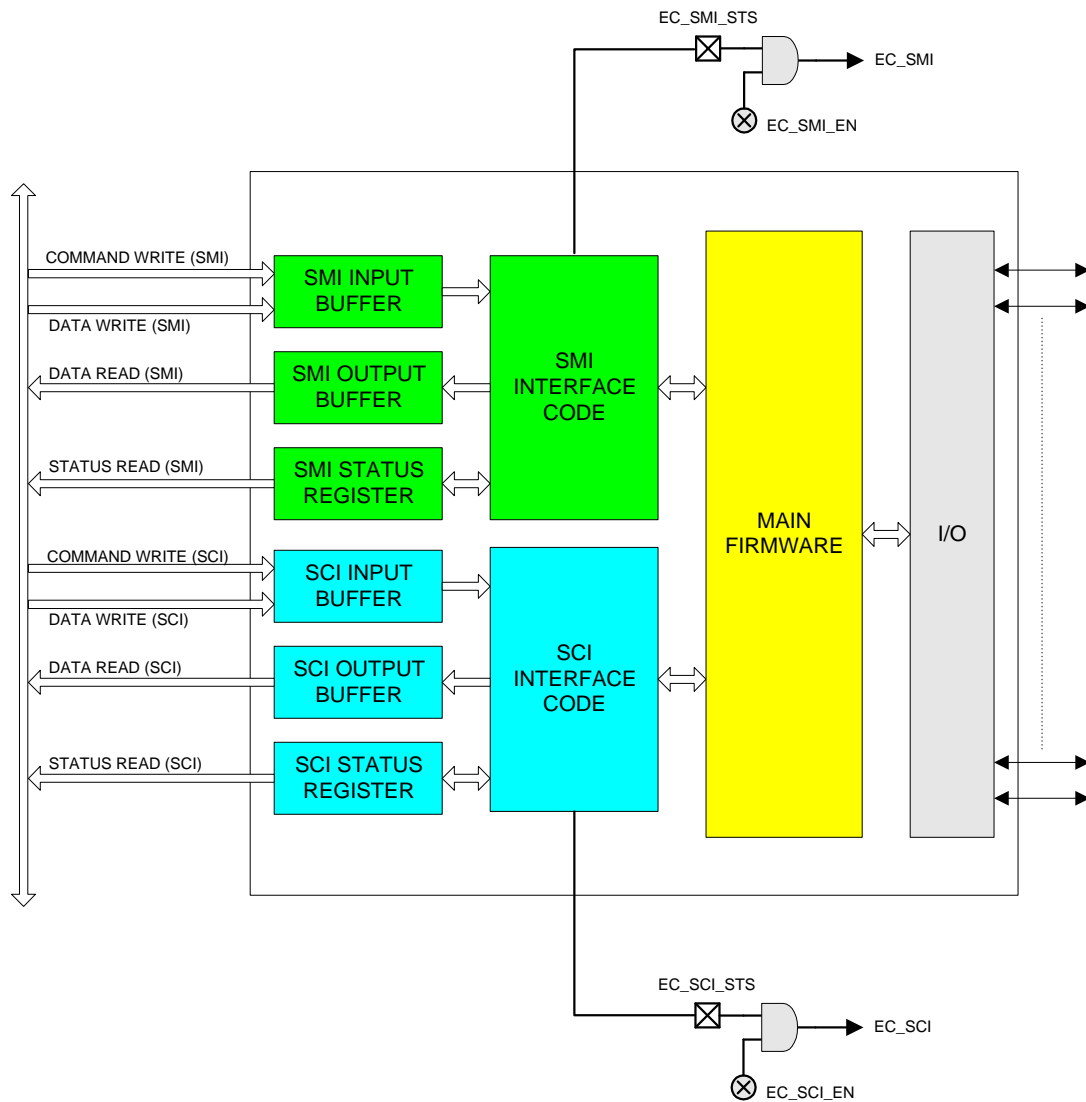 EC_SMI_STS
EC_SMI
EC_SMI_EN
COMMAND WRITE (SMI)
DATA WRITE (SMI)
DATA READ (SMI)
STATUS READ (SMI)
COMMAND WRITE (SCI)
DATA WRITE (SCI)
DATA READ (SCI)
STATUS READ (SCI)
SMI INPUT
BUFFER
SMI OUTPUT
BUFFER
SMI STATUS
REGISTER
SCI INPUT
BUFFER
SCI OUTPUT
BUFFER
SCI STATUS
REGISTER
SMI
INTERFACE
CODE
SCI
INTERFACE
CODE
MAIN
FIRMWARE
I/O
EC_SCI_STS
EC_SCI
EC_SCI_EN